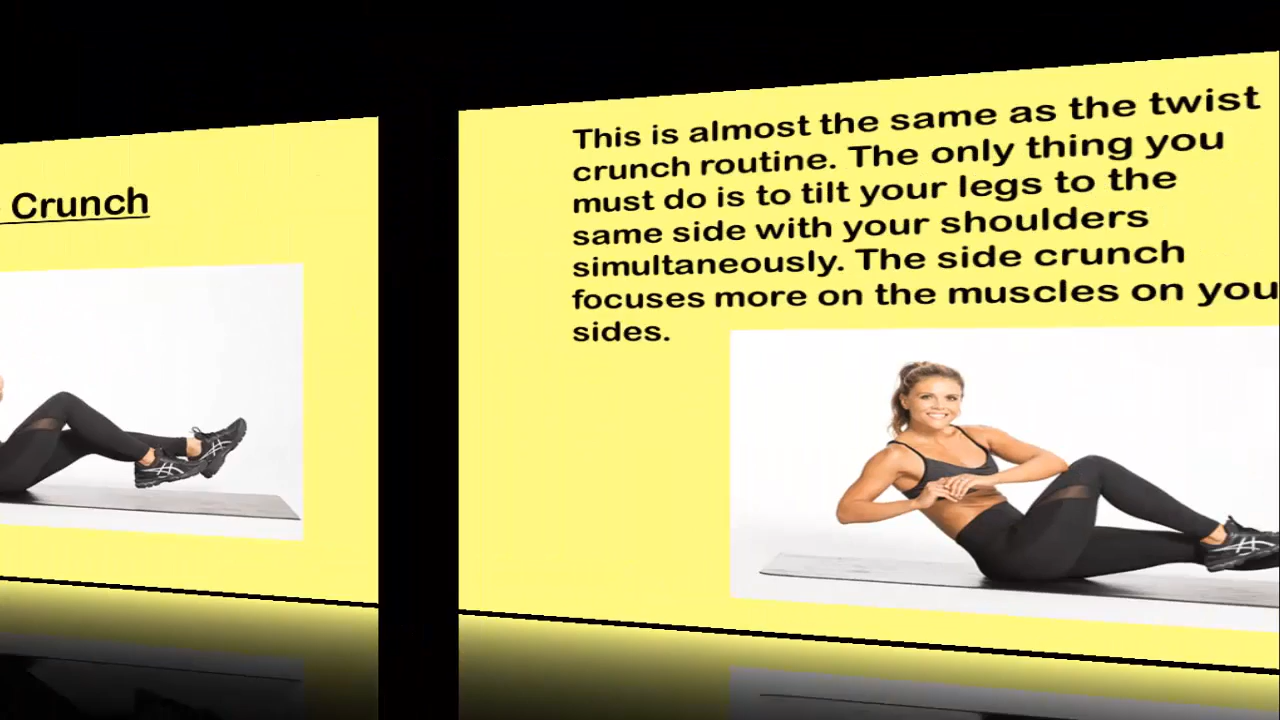 Crunch
This is almost the same as the twist
crunch routine. The only thing you
must do is to tilt your legs to the
same side with your shoulders
simultaneously. The side crunch
focuses more on the muscles on you
sides.